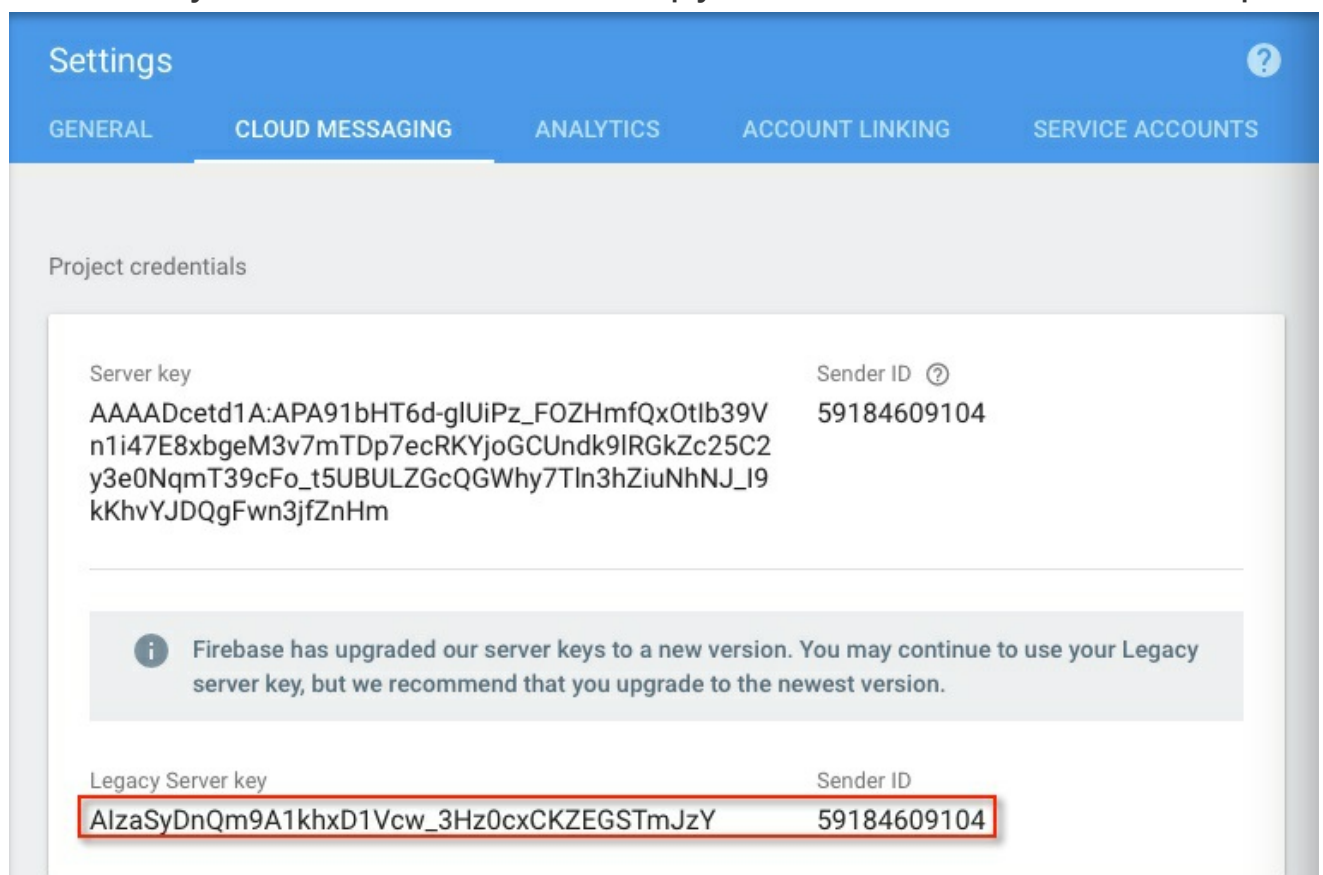 Settings
GENERAL CLOUD MESSAGING ANALYTICS ACCOUNT LINKING SERVICE ACCOUNTS
Project credentials
Server key Sender ID
AAAADcetd1A:APA91bHT6d-glUiPz_FOZHmfQxOtIb39V 59184609104
n1i47E8xbgeM3v7mTDp7ecRKYjoGCUndk9lRGkZc25C2
y3e0NqmT39cFo_t5UBULZGcQGWhy7Tln3hZiuNhNJ_I9
kKhvYJDQgFwn3jfZnHm
Firebase has upgraded our server keys to a new version. You may continue to use your Legacy
server key, but we recommend that you upgrade to the newest version.
Legacy Server key Sender ID
AIzaSyDnQm9A1khxD1Vcw_3Hz0cxCKZEGSTmJzY 59184609104